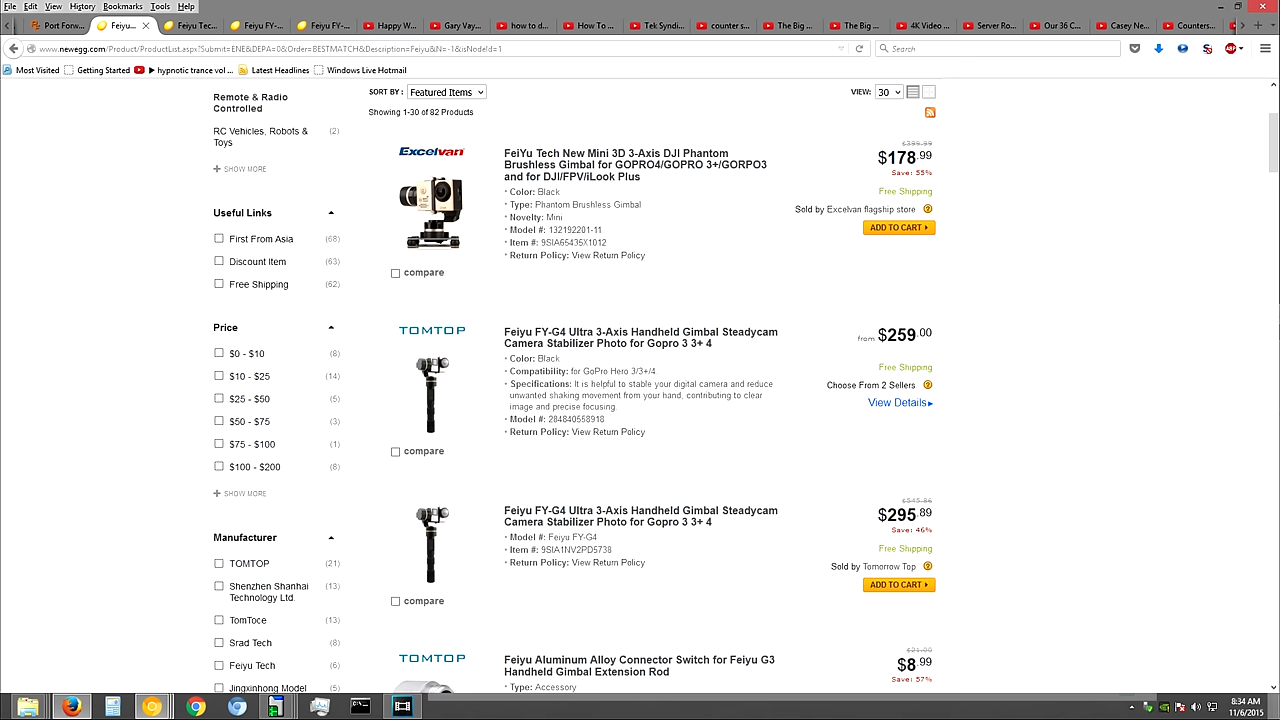 File Edit View History Bookmarks Tools Help
Port Forw... Feiyu... Feiyu Tec... Feiyu FY-... Feiyu FY-... Happy W... Gary Vay... how to c... How To ... Tek Syndi... counter s... The Big ... The Big ... 4K Video ... Server Ro... Our 36 C... Casey Ne... Counters...
www.newegg.com/Product/ProductList.aspx?Submit=ENE&DEPA=0&Order=BESTMATCH&Description=Feiyu&N=-1&isNodeId=1 Search
Most Visited Getting Started ▶ hypnotic trance vol ... Latest Headlines Windows Live Hotmail
Remote & Radio
Controlled
RC Vehicles, Robots & (2)
Toys
SHOW MORE
Useful Links
First From Asia (68)
Discount Item (63)
Free Shipping (62)
Price
$0 - $10 (8)
$10 - $25 (14)
$25 - $50 (5)
$50 - $75 (3)
$75 - $100 (1)
$100 - $200 (8)
SHOW MORE
Manufacturer
TOMTOP (21)
Shenzhen Shanhai (13)
Technology Ltd.
TomToce (13)
Srad Tech (8)
Feiyu Tech (6)
Jingxinhong Model (5)
SORT BY : Featured Items VIEW: 30
Showing 1-30 of 82 Products
Excelvan
FeiYu Tech New Mini 3D 3-Axis DJI Phantom
Brushless Gimbal for GOPRO4/GOPRO 3+/GORPO3
and for DJI/FPV/iLook Plus
Color: Black
Type: Phantom Brushless Gimbal
Novelty: Mini
Model #: 132192201-11
Item #: 9SIA65435X1012
Return Policy: View Return Policy
compare
$399.99
$178.99
Save: 55%
Free Shipping
Sold by Excelvan flagship store
ADD TO CART
TOMTOP
Feiyu FY-G4 Ultra 3-Axis Handheld Gimbal Steadycam
Camera Stabilizer Photo for Gopro 3 3+ 4
Color: Black
Compatibility: for GoPro Hero 3/3+/4.
Specifications: It is helpful to stable your digital camera and reduce
unwanted shaking movement from your hand, contributing to clear
image and precise focusing.
Model #: 284840558918
Return Policy: View Return Policy
compare
from $259.00
Free Shipping
Choose From 2 Sellers
View Details
Feiyu FY-G4 Ultra 3-Axis Handheld Gimbal Steadycam
Camera Stabilizer Photo for Gopro 3 3+ 4
Model #: Feiyu FY-G4
Item #: 9SIA1NV2PD5738
Return Policy: View Return Policy
compare
$545.86
$295.89
Save: 46%
Free Shipping
Sold by Tomorrow Top
ADD TO CART
TOMTOP
Feiyu Aluminum Alloy Connector Switch for Feiyu G3
Handheld Gimbal Extension Rod
Type: Accessory
$21.00
$8.99
Save: 57%
8:34 AM
11/6/2015